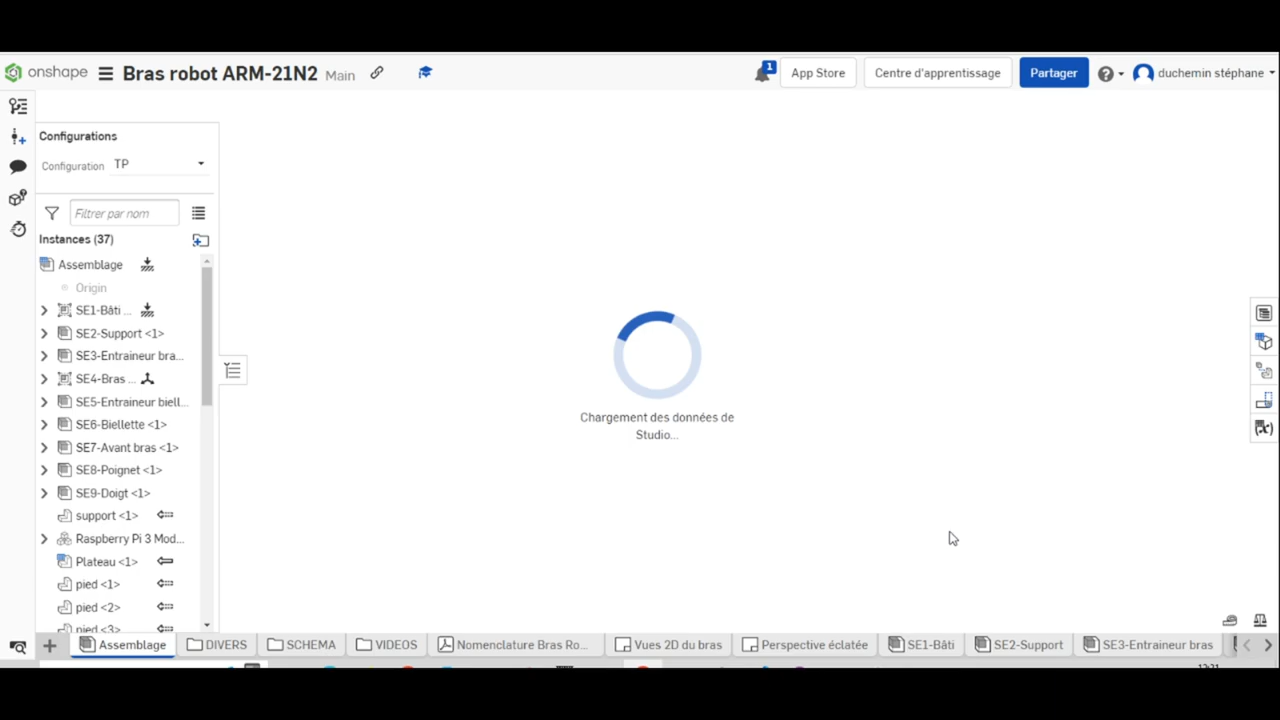 onshape Bras robot ARM-21N2 Main 1 App Store Centre d'apprentissage Partager duchemin stéphane
Configurations
Configuration TP
Filtrer par nom
Instances (37)
Assemblage
Origin
SE1-Bâti ...
SE2-Support <1>
SE3-Entraineur bra...
SE4-Bras ...
SE5-Entraineur biell...
SE6-Biellette <1>
SE7-Avant bras <1>
SE8-Poignet <1>
SE9-Doigt <1>
support <1>
Raspberry Pi 3 Mod...
Plateau <1>
pied <1>
pied <2>
pied <3>
Chargement des données de
Studio...
Assemblage DIVERS SCHEMA VIDEOS Nomenclature Bras Ro... Vues 2D du bras Perspective éclatée SE1-Bâti SE2-Support SE3-Entraineur bras